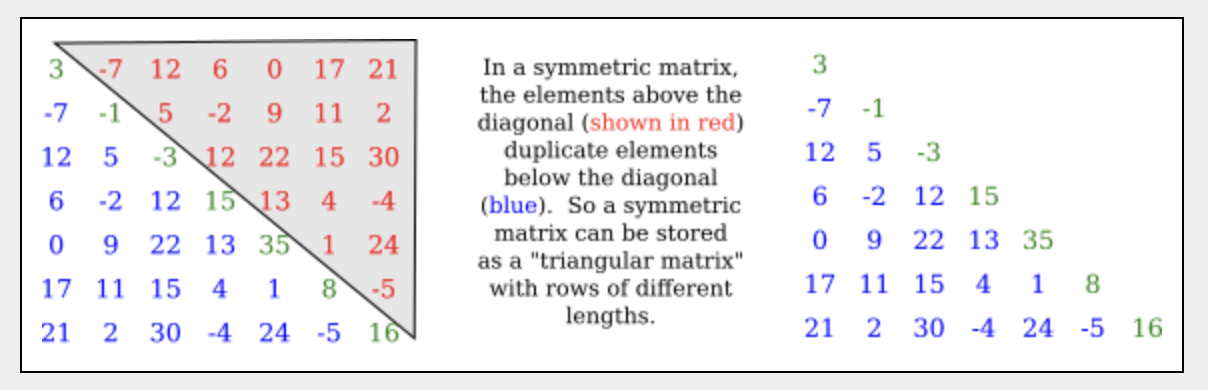 3 -7 12 6 0 17 21
-7 -1 5 -2 9 11 2
12 5 -3 12 22 15 30
6 -2 12 15 13 4 -4
0 9 22 13 35 1 24
17 11 15 4 1 8 -5
21 2 30 -4 24 -5 16
In a symmetric matrix,
the elements above the
diagonal (shown in red)
duplicate elements
below the diagonal
(blue). So a symmetric
matrix can be stored
as a "triangular matrix"
with rows of different
lengths.
3
-7 -1
12 5 -3
6 -2 12 15
0 9 22 13 35
17 11 15 4 1 8
21 2 30 -4 24 -5 16